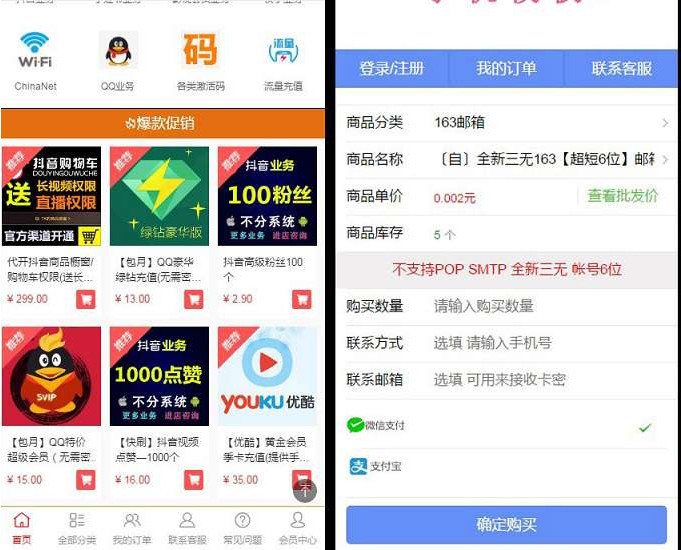 Wi-Fi
码
流量
ChinaNet
QQ业务
各类激活码
流量充值
爆款促销
推荐
抖音购物车
DOUYINGOUWUCHE
送
长视频权限
直播权限
官方渠道开通
推荐
绿钻豪华版
推荐
抖音业务
100粉丝
不分系统
更多业务 进店咨询
代开抖音商品橱窗/
购物车权限(送长...
¥ 299.00
【包月】QQ豪华
绿钻充值(无需密...
¥ 13.00
抖音高级粉丝100
个
¥ 2.90
推荐
SVIP
推荐
抖音业务
1000点赞
不分系统
更多业务 进店咨询
推荐
YOUKU优酷
【包月】QQ特价
超级会员（无需密...
¥ 15.00
【快刷】抖音视频
点赞—1000个
¥ 16.00
【优酷】黄金会员
季卡充值(提供手...
¥ 35.00
首页
全部分类
我的订单
联系客服
常见问题
会员中心
登录/注册
我的订单
联系客服
商品分类 163邮箱
商品名称 〔自〕全新三无163【超短6位】邮箱
商品单价 0.002元 查看批发价
商品库存 5 个
不支持POP SMTP 全新三无 帐号6位
购买数量 请输入购买数量
联系方式 选填 请输入手机号
联系邮箱 选填 可用来接收卡密
微信支付
支 支付宝
确定购买